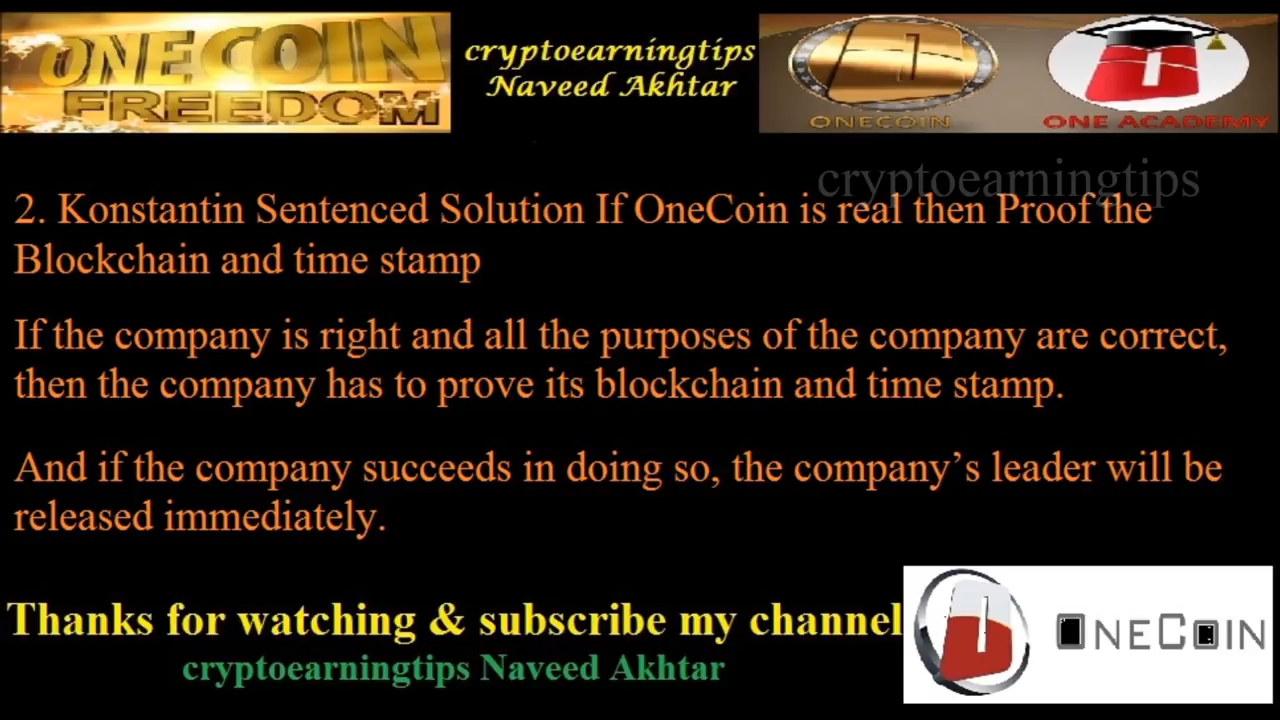 ONE COIN
FREEDOM
cryptoearningtips
Naveed Akhtar
ONECOIN
ONE ACADEMY
cryptoearningtips
2. Konstantin Sentenced Solution If OneCoin is real then Proof the
Blockchain and time stamp
If the company is right and all the purposes of the company are correct,
then the company has to prove its blockchain and time stamp.
And if the company succeeds in doing so, the company’s leader will be
released immediately.
Thanks for watching & subscribe my channel
cryptoearningtips Naveed Akhtar
ONECOIN